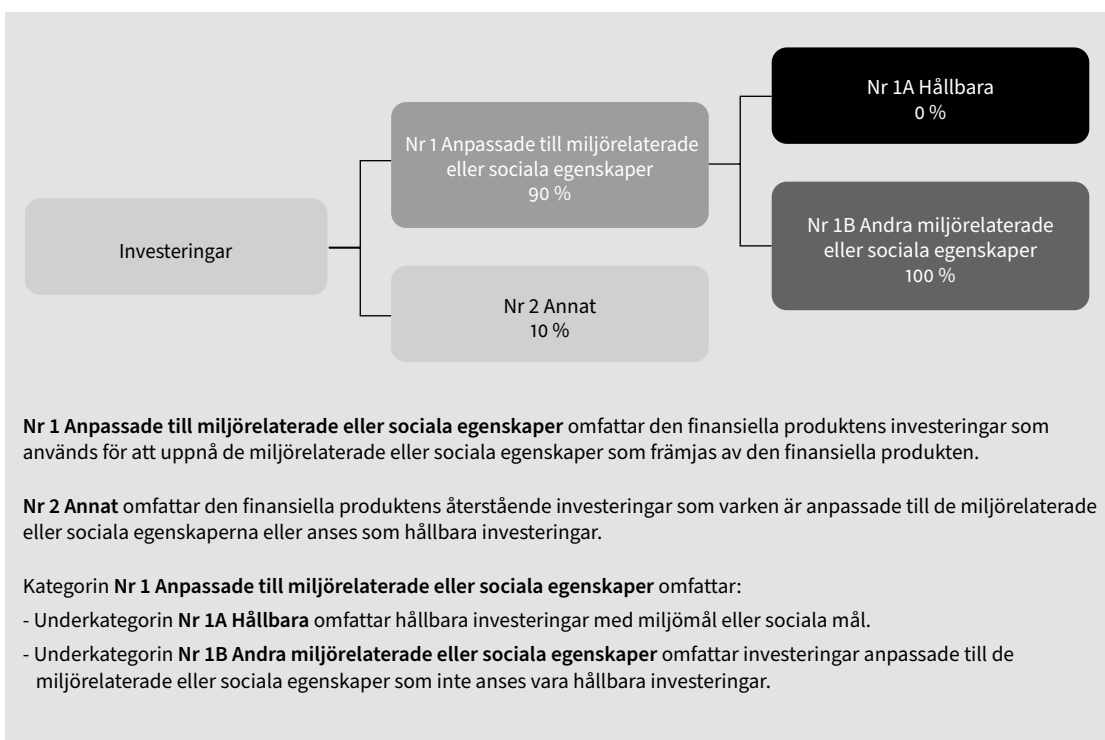 Investeringar
Nr 1 Anpassade till miljörelaterade
eller sociala egenskaper
90 %
Nr 2 Annat
10 %
Nr 1A Hållbara
0 %
Nr 1B Andra miljörelaterade
eller sociala egenskaper
100 %
Nr 1 Anpassade till miljörelaterade eller sociala egenskaper omfattar den finansiella produktens investeringar som
används för att uppnå de miljörelaterade eller sociala egenskaper som främjas av den finansiella produkten.
Nr 2 Annat omfattar den finansiella produktens återstående investeringar som varken är anpassade till de miljörelaterade
eller sociala egenskaperna eller anses som hållbara investeringar.
Kategorin Nr 1 Anpassade till miljörelaterade eller sociala egenskaper omfattar:
- Underkategorin Nr 1A Hållbara omfattar hållbara investeringar med miljömål eller sociala mål.
- Underkategorin Nr 1B Andra miljörelaterade eller sociala egenskaper omfattar investeringar anpassade till de
miljörelaterade eller sociala egenskaper som inte anses vara hållbara investeringar.